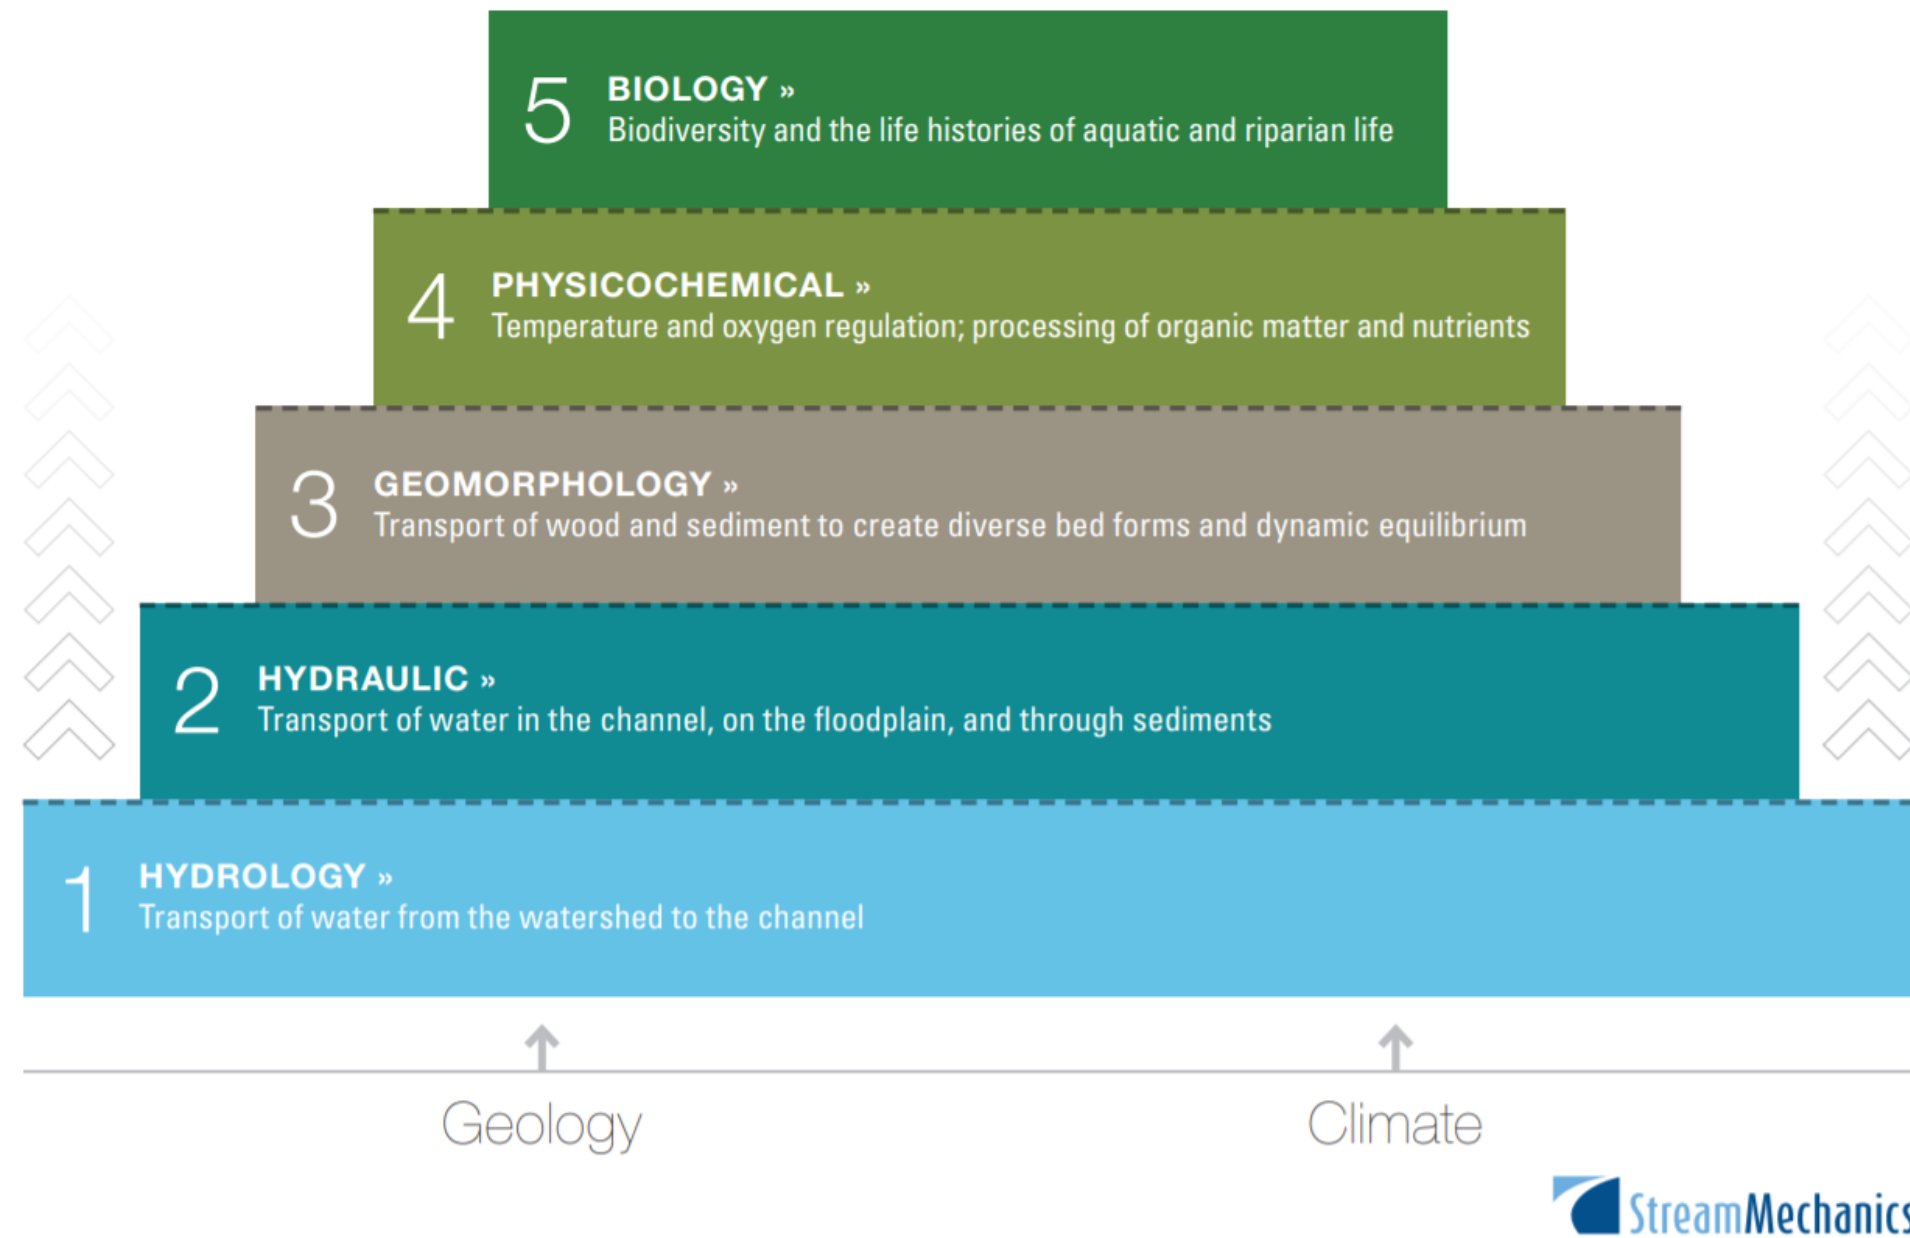 5 BIOLOGY »
Biodiversity and the life histories of aquatic and riparian life
4 PHYSICOCHEMICAL »
Temperature and oxygen regulation; processing of organic matter and nutrients
3 GEOMORPHOLOGY »
Transport of wood and sediment to create diverse bed forms and dynamic equilibrium
2 HYDRAULIC »
Transport of water in the channel, on the floodplain, and through sediments
1 HYDROLOGY »
Transport of water from the watershed to the channel
Geology
Climate
StreamMechanics